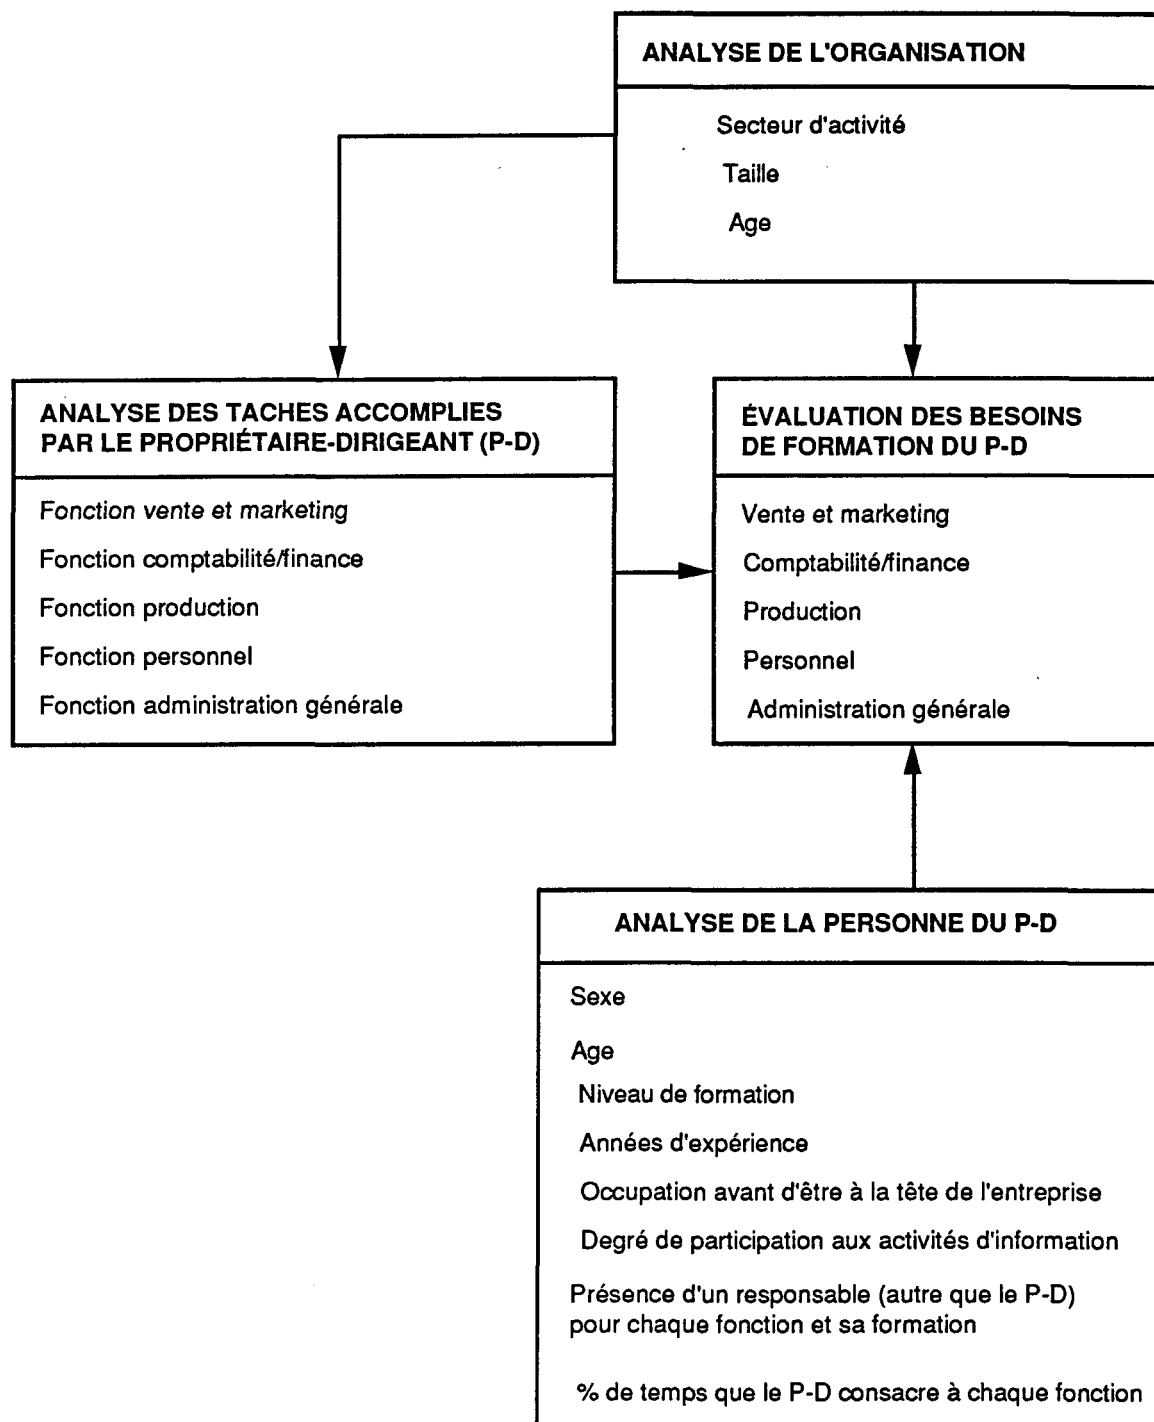 ANALYSE DE L'ORGANISATION
Secteur d'activité
Taille
Age
ANALYSE DES TACHES ACCOMPLIES
PAR LE PROPRIÉTAIRE-DIRIGEANT (P-D)
Fonction vente et marketing
Fonction comptabilité/finance
Fonction production
Fonction personnel
Fonction administration générale
ÉVALUATION DES BESOINS
DE FORMATION DU P-D
Vente et marketing
Comptabilité/finance
Production
Personnel
Administration générale
ANALYSE DE LA PERSONNE DU P-D
Sexe
Age
Niveau de formation
Années d'expérience
Occupation avant d'être à la tête de l'entreprise
Degré de participation aux activités d'information
Présence d'un responsable (autre que le P-D)
pour chaque fonction et sa formation
% de temps que le P-D consacre à chaque fonction